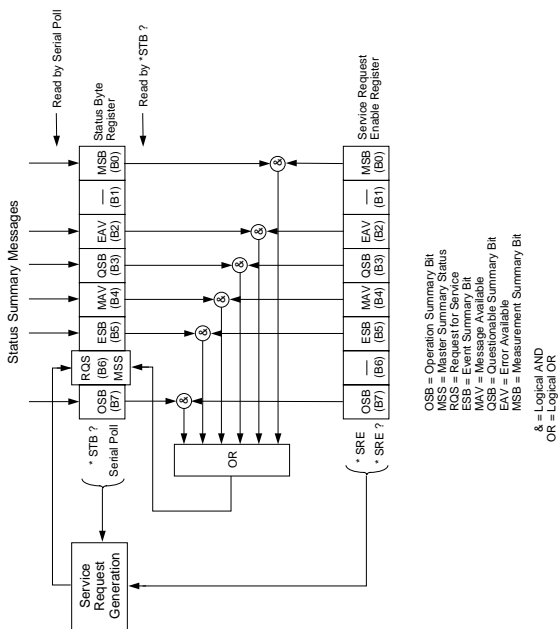 Status Summary Messages
Read by Serial Poll
Service
Request
Generation
* STB ?
Serial Poll
OSB
(B7)
RQS
(B6)
MSS
ESB
(B5)
MAV
(B4)
QSB
(B3)
EAV
(B2)
—
(B1)
MSB
(B0)
Status Byte
Register
Read by *STB ?
OR
&
&
&
&
&
&
* SRE
* SRE ?
OSB
(B7)
—
(B6)
ESB
(B5)
MAV
(B4)
QSB
(B3)
EAV
(B2)
—
(B1)
MSB
(B0)
Service Request
Enable Register
OSB = Operation Summary Bit
MSS = Master Summary Status
RQS = Request for Service
ESB = Event Summary Bit
MAV = Message Available
QSB = Questionable Summary Bit
EAV = Error Available
MSB = Measurement Summary Bit
& = Logical AND
OR = Logical OR